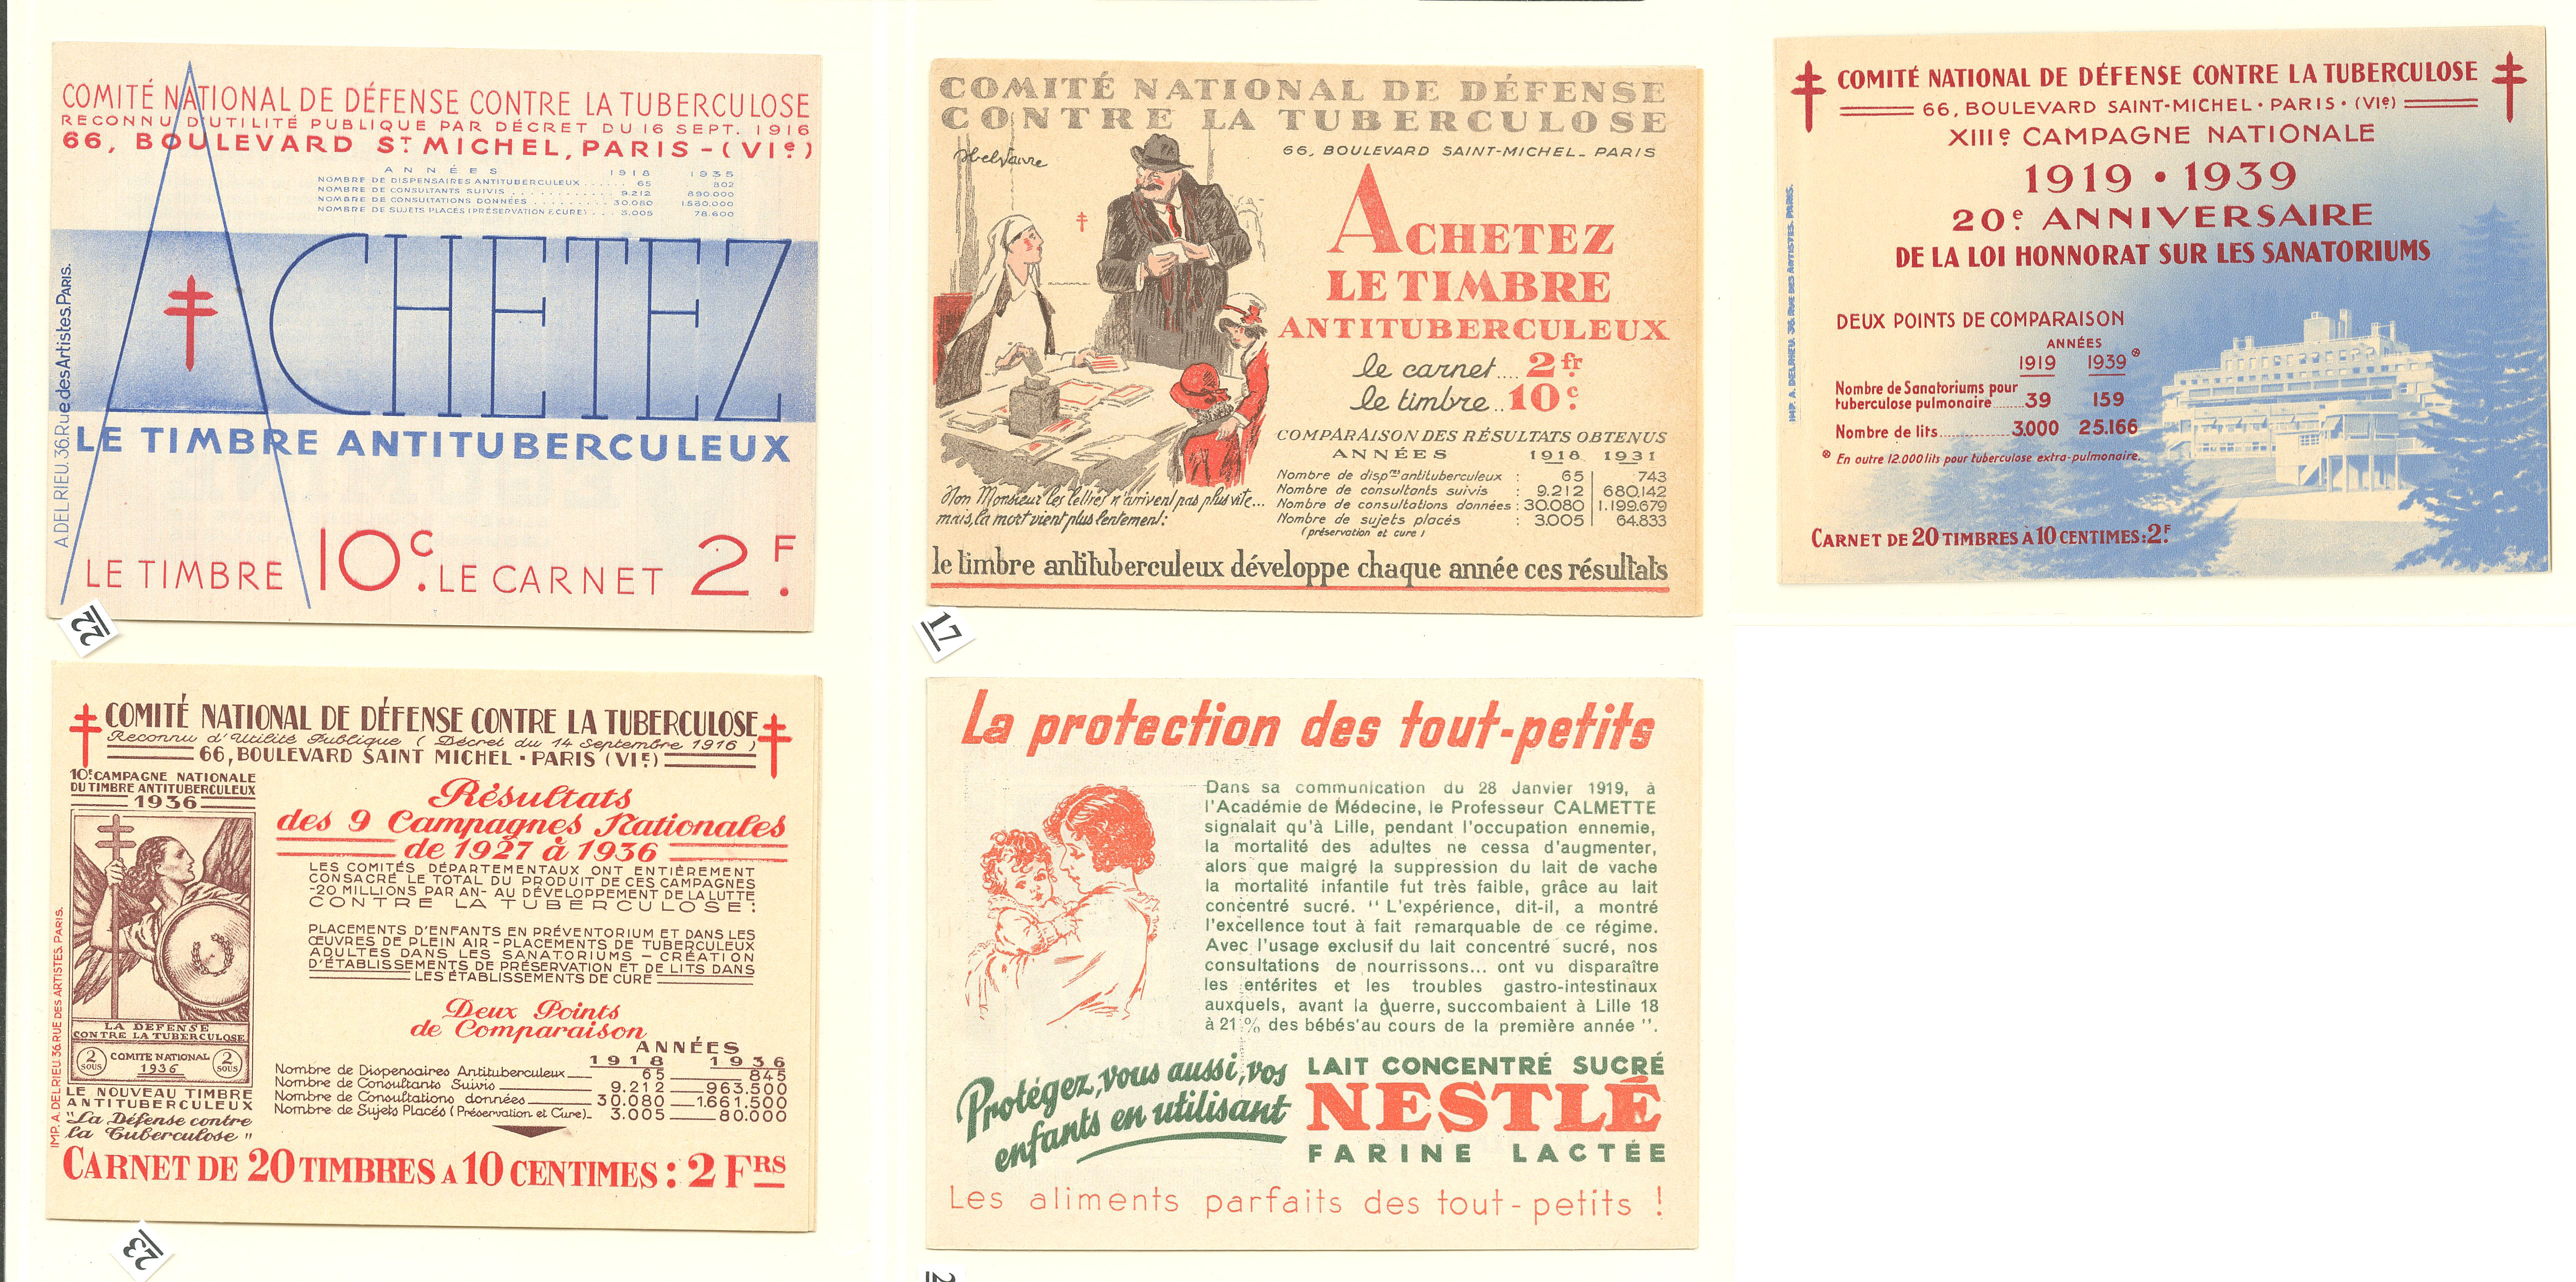 COMITÉ NATIONAL DE DÉFENSE CONTRE LA TUBERCULOSE
RECONNU D'UTILITÉ PUBLIQUE PAR DÉCRET DU 16 SEPT. 1916
66, BOULEVARD ST MICHEL, PARIS - (VIe)
ANNÉES 1918 1935
NOMBRE DE DISPENSAIRES ANTITUBERCULEUX ...... 65 802
NOMBRE DE CONSULTANTS SUIVIS .......... 9.212 890.000
NOMBRE DE CONSULTATIONS DONNÉES ......... 30.080 1.580.000
NOMBRE DE SUJETS PLACÉS (PRÉSERVATION & CURE) ... 3.005 78.600
ACHETEZ
LE TIMBRE ANTITUBERCULEUX
LE TIMBRE 10c. LE CARNET 2F.
A. DELRIEU. 36. Rue des Artistes. Paris.
22
COMITÉ NATIONAL DE DÉFENSE CONTRE LA TUBERCULOSE
Reconnu d'Utilité Publique ( Décret du 14 Septembre 1916 )
66, BOULEVARD SAINT MICHEL · PARIS (VIe)
10e CAMPAGNE NATIONALE
DU TIMBRE ANTITUBERCULEUX
1936
LA DEFENSE
CONTRE LA TUBERCULOSE
2 SOUS COMITE NATIONAL 1936 2 SOUS
LE NOUVEAU TIMBRE
ANTITUBERCULEUX
"La Défense contre
la Tuberculose"
Résultats
des 9 Campagnes Nationales
de 1927 à 1936
LES COMITÉS DÉPARTEMENTAUX ONT ENTIÈREMENT
CONSACRÉ LE TOTAL DU PRODUIT DE CES CAMPAGNES
-20 MILLIONS PAR AN- AU DÉVELOPPEMENT DE LA LUTTE
CONTRE LA TUBERCULOSE:
PLACEMENTS D'ENFANTS EN PRÉVENTORIUM ET DANS LES
ŒUVRES DE PLEIN AIR - PLACEMENTS DE TUBERCULEUX
ADULTES DANS LES SANATORIUMS - CRÉATION
D'ÉTABLISSEMENTS DE PRÉSERVATION ET DE LITS DANS
LES ÉTABLISSEMENTS DE CURE
Deux Points
de Comparaison
ANNÉES
1918 1936
Nombre de Dispensaires Antituberculeux 65 845
Nombre de Consultants Suivis 9.212 963.500
Nombre de Consultations données 30.080 1.661.500
Nombre de Sujets Placés (Préservation et Cure) 3.005 80.000
CARNET DE 20 TIMBRES A 10 CENTIMES : 2 FRS
IMP. A. DELRIEU. 36. RUE DES ARTISTES. PARIS.
23
COMITÉ NATIONAL DE DÉFENSE
CONTRE LA TUBERCULOSE
66, BOULEVARD SAINT-MICHEL - PARIS
Abel Faivre
ACHETEZ
LE TIMBRE
ANTITUBERCULEUX
le carnet.... 2 fr
le timbre.. 10c.
COMPARAISON DES RÉSULTATS OBTENUS
ANNÉES 1918 1931
Nombre de dispres antituberculeux : 65 743
Nombre de consultants suivis : 9.212 680.142
Nombre de consultations données : 30.080 1.199.679
Nombre de sujets placés : 3.005 64.833
(préservation et cure)
Non Monsieur les lettres n'arrivent pas plus vite...
mais, la mort vient plus lentement!
le timbre antituberculeux développe chaque année ces résultats
17
La protection des tout-petits
Dans sa communication du 28 Janvier 1919, à
l'Académie de Médecine, le Professeur CALMETTE
signalait qu'à Lille, pendant l'occupation ennemie,
la mortalité des adultes ne cessa d'augmenter,
alors que malgré la suppression du lait de vache
la mortalité infantile fut très faible, grâce au lait
concentré sucré. " L'expérience, dit-il, a montré
l'excellence tout à fait remarquable de ce régime.
Avec l'usage exclusif du lait concentré sucré, nos
consultations de nourrissons... ont vu disparaître
les entérites et les troubles gastro-intestinaux
auxquels, avant la guerre, succombaient à Lille 18
à 21 % des bébés au cours de la première année ".
Protégez, vous aussi, vos
enfants en utilisant
LAIT CONCENTRÉ SUCRÉ
NESTLÉ
FARINE LACTÉE
Les aliments parfaits des tout-petits !
COMITÉ NATIONAL DE DÉFENSE CONTRE LA TUBERCULOSE
66, BOULEVARD SAINT-MICHEL · PARIS · (VIe)
XIIIe CAMPAGNE NATIONALE
1919 · 1939
20e ANNIVERSAIRE
DE LA LOI HONNORAT SUR LES SANATORIUMS
DEUX POINTS DE COMPARAISON
ANNÉES
1919 1939 ⊗
Nombre de Sanatoriums pour
tuberculose pulmonaire........39 159
Nombre de lits.............3.000 25.166
⊗ En outre 12.000 lits pour tuberculose extra-pulmonaire.
CARNET DE 20 TIMBRES À 10 CENTIMES: 2F.
IMP. A. DELRIEU. 36. RUE DES ARTISTES. PARIS.